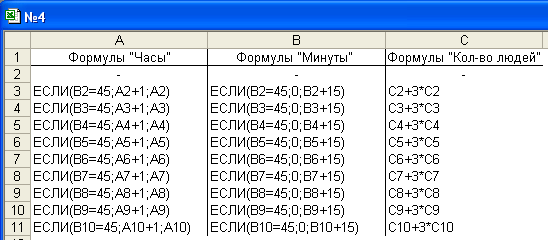 №4
A B C
1 Формулы "Часы" Формулы "Минуты" Формулы "Кол-во людей"
2 - - -
3 ЕСЛИ(B2=45;A2+1;A2) ЕСЛИ(B2=45;0;B2+15) C2+3*C2
4 ЕСЛИ(B3=45;A3+1;A3) ЕСЛИ(B3=45;0;B3+15) C3+3*C3
5 ЕСЛИ(B4=45;A4+1;A4) ЕСЛИ(B4=45;0;B4+15) C4+3*C4
6 ЕСЛИ(B5=45;A5+1;A5) ЕСЛИ(B5=45;0;B5+15) C5+3*C5
7 ЕСЛИ(B6=45;A6+1;A6) ЕСЛИ(B6=45;0;B6+15) C6+3*C6
8 ЕСЛИ(B7=45;A7+1;A7) ЕСЛИ(B7=45;0;B7+15) C7+3*C7
9 ЕСЛИ(B8=45;A8+1;A8) ЕСЛИ(B8=45;0;B8+15) C8+3*C8
10 ЕСЛИ(B9=45;A9+1;A9) ЕСЛИ(B9=45;0;B9+15) C9+3*C9
11 ЕСЛИ(B10=45;A10+1;A10) ЕСЛИ(B10=45;0;B10+15) C10+3*C10